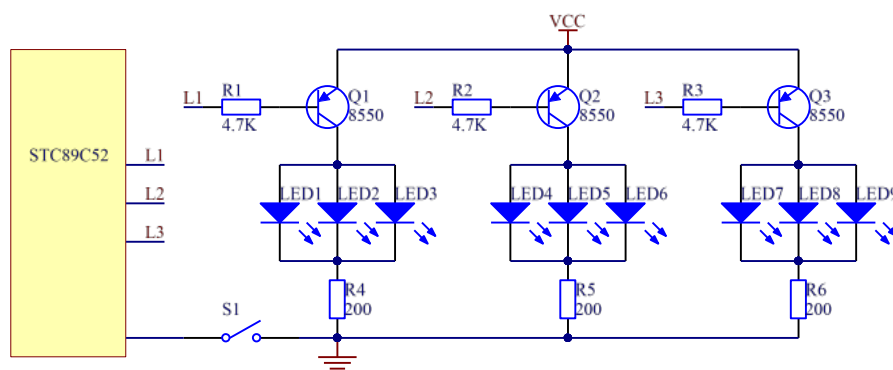 VCC
L1 R1 4.7K Q1 8550
L2 R2 4.7K Q2 8550
L3 R3 4.7K Q3 8550
STC89C52
L1
L2
L3
LED1 LED2 LED3 LED4 LED5 LED6 LED7 LED8 LED9
R4 200
R5 200
R6 200
S1